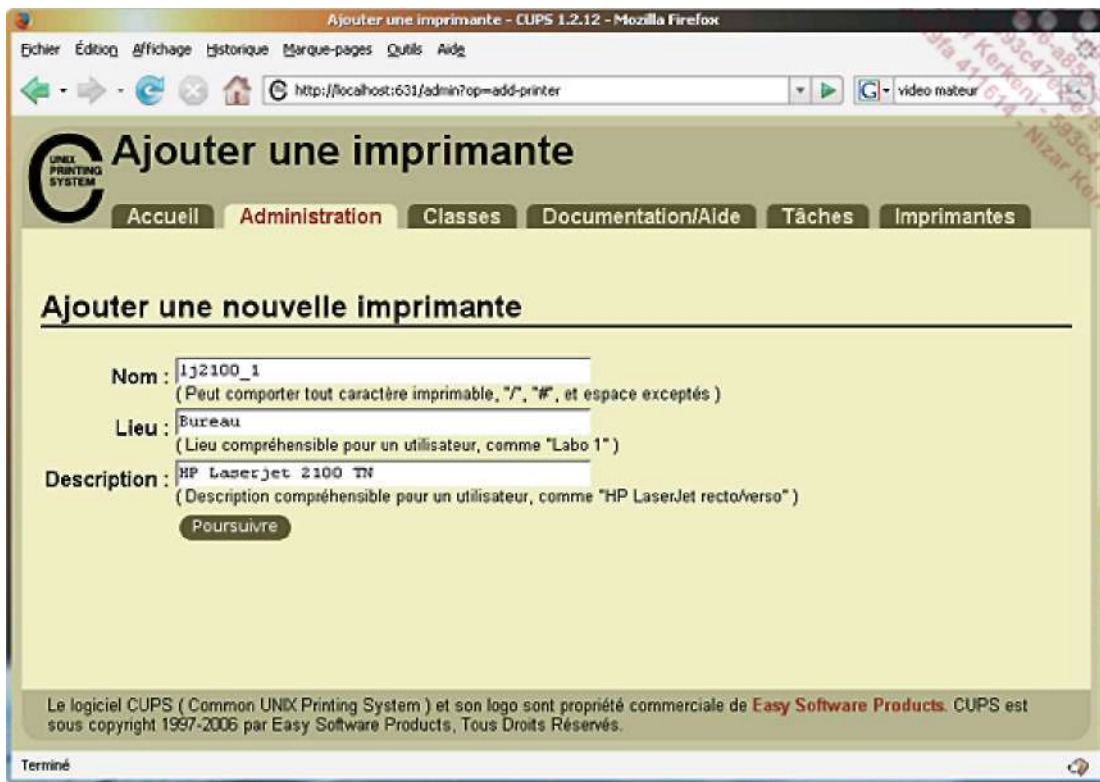 Ajouter une imprimante - CUPS 1.2.12 - Mozilla Firefox
Fichier Édition Affichage Historique Marque-pages Outils Aide
http://localhost:631/admin?op=add-printer
G video mateur
UNIX PRINTING SYSTEM
Ajouter une imprimante
Accueil Administration Classes Documentation/Aide Tâches Imprimantes
Ajouter une nouvelle imprimante
Nom : lj2100_1
( Peut comporter tout caractère imprimable, "/", "#", et espace exceptés )
Lieu : Bureau
( Lieu compréhensible pour un utilisateur, comme "Labo 1" )
Description : HP Laserjet 2100 TN
( Description compréhensible pour un utilisateur, comme "HP LaserJet recto/verso" )
Poursuivre
Le logiciel CUPS ( Common UNIX Printing System ) et son logo sont propriété commerciale de Easy Software Products. CUPS est
sous copyright 1997-2006 par Easy Software Products, Tous Droits Réservés.
Terminé